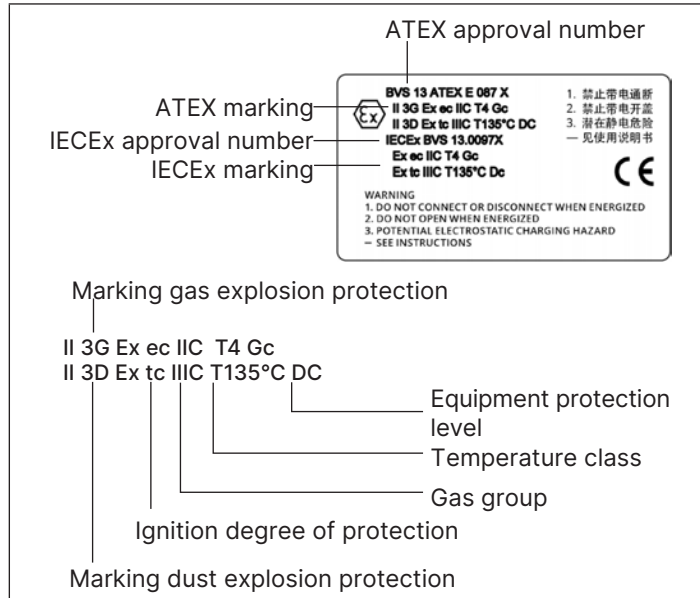 ATEX approval number
BVS 13 ATEX E 087 X
ATEX marking
II 3G Ex ec IIC T4 Gc
II 3D Ex tc IIIC T135°C DC
IECEx approval number
IECEx BVS 13.0097X
IECEx marking
Ex ec IIC T4 Gc
Ex tc IIIC T135°C Dc
1. 禁止带电通断
2. 禁止带电开盖
3. 潜在静电危险
— 见使用说明书
εx
CE
WARNING
1. DO NOT CONNECT OR DISCONNECT WHEN ENERGIZED
2. DO NOT OPEN WHEN ENERGIZED
3. POTENTIAL ELECTROSTATIC CHARGING HAZARD
– SEE INSTRUCTIONS
Marking gas explosion protection
II 3G Ex ec IIC T4 Gc
II 3D Ex tc IIIC T135°C DC
Equipment protection
level
Temperature class
Gas group
Ignition degree of protection
Marking dust explosion protection